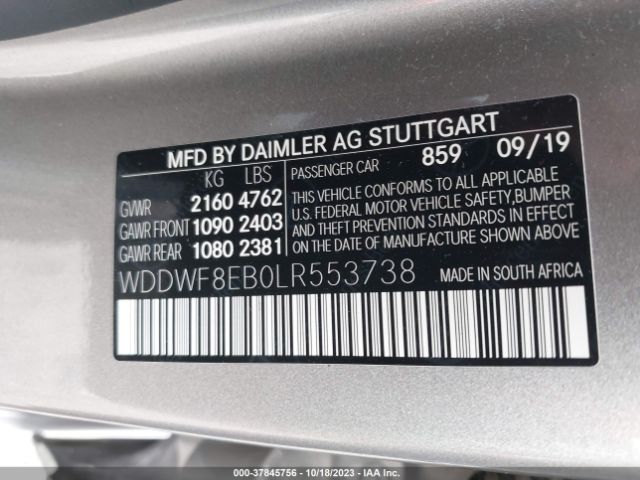 MFD BY DAIMLER AG STUTTGART
KG LBS
GVWR 2160 4762
GAWR FRONT 1090 2403
GAWR REAR 1080 2381
PASSENGER CAR 859 09/19
THIS VEHICLE CONFORMS TO ALL APPLICABLE
U.S. FEDERAL MOTOR VEHICLE SAFETY,BUMPER
AND THEFT PREVENTION STANDARDS IN EFFECT
ON THE DATE OF MANUFACTURE SHOWN ABOVE
WDDWF8EB0LR553738 MADE IN SOUTH AFRICA
000-37845756 | 10/18/2023 | IAA Inc.